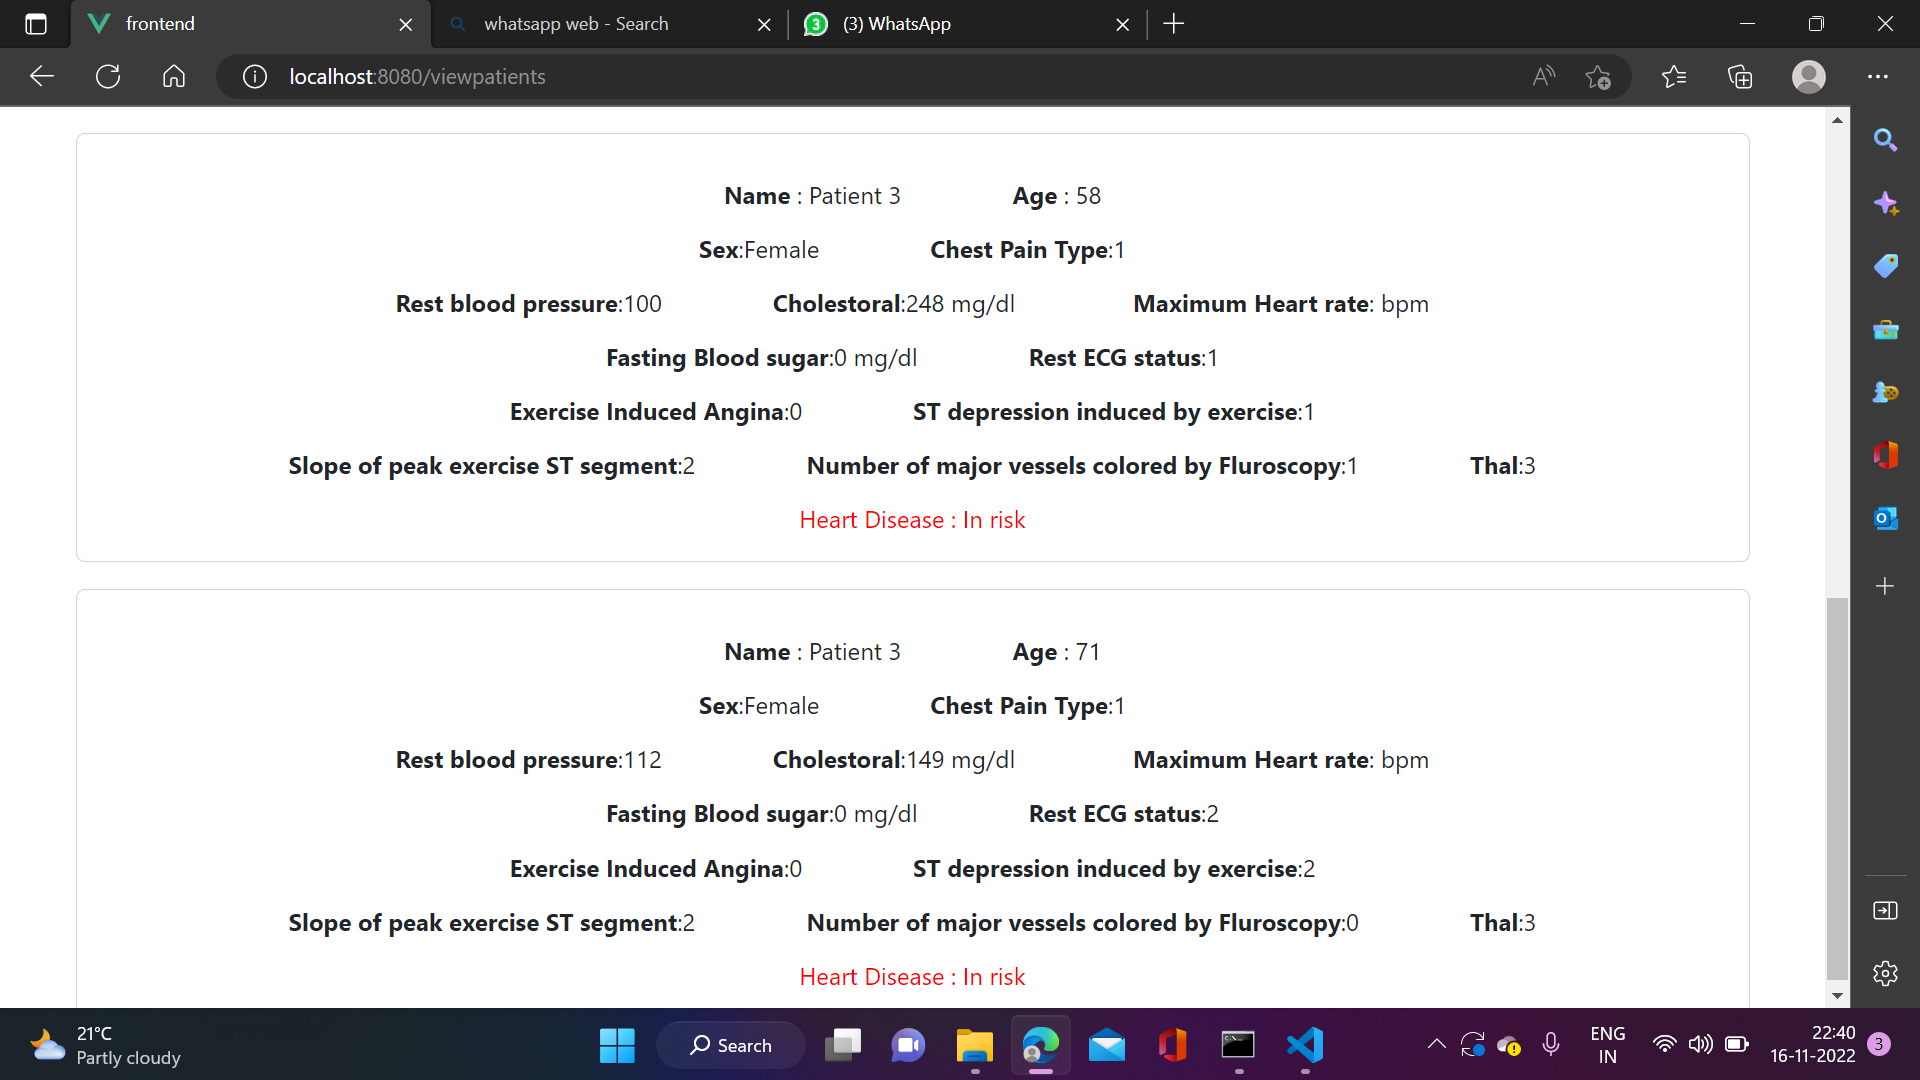 frontend
whatsapp web - Search
3
(3) WhatsApp
localhost:8080/viewpatients
Name : Patient 3 Age : 58
Sex:Female Chest Pain Type:1
Rest blood pressure:100 Cholestoral:248 mg/dl Maximum Heart rate: bpm
Fasting Blood sugar:0 mg/dl Rest ECG status:1
Exercise Induced Angina:0 ST depression induced by exercise:1
Slope of peak exercise ST segment:2 Number of major vessels colored by Fluroscopy:1 Thal:3
Heart Disease : In risk
Name : Patient 3 Age : 71
Sex:Female Chest Pain Type:1
Rest blood pressure:112 Cholestoral:149 mg/dl Maximum Heart rate: bpm
Fasting Blood sugar:0 mg/dl Rest ECG status:2
Exercise Induced Angina:0 ST depression induced by exercise:2
Slope of peak exercise ST segment:2 Number of major vessels colored by Fluroscopy:0 Thal:3
Heart Disease : In risk
21°C
Partly cloudy
Search
ENG
IN
22:40
16-11-2022
3